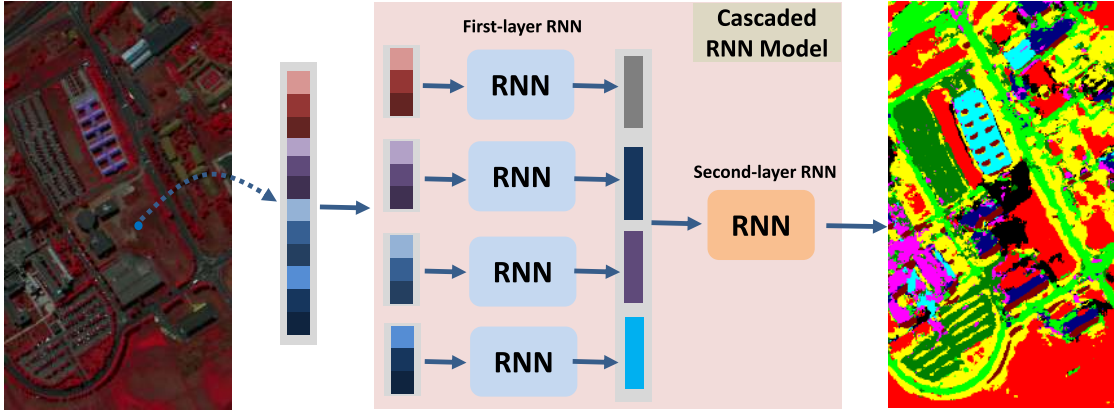 First-layer RNN
Cascaded
RNN Model
RNN
RNN
RNN
RNN
Second-layer RNN
RNN